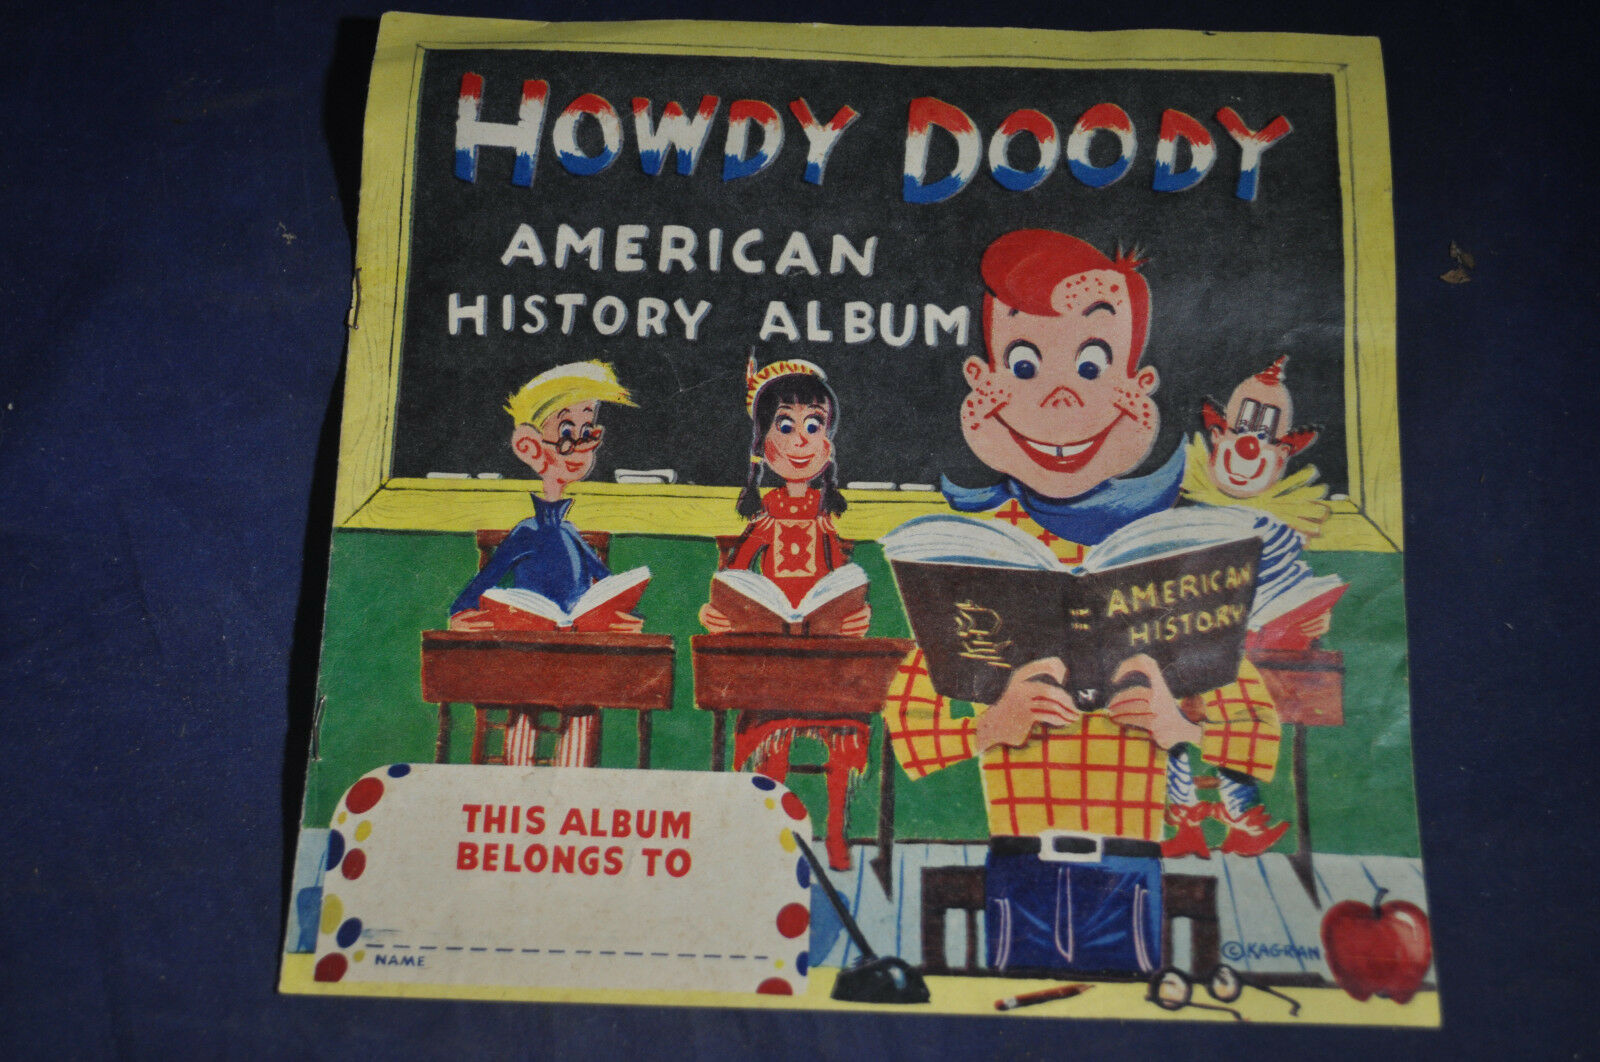 HOWDY DOODY
AMERICAN
HISTORY ALBUM
AMERICAN
HISTORY
THIS ALBUM
BELONGS TO
NAME
© KAGRAN